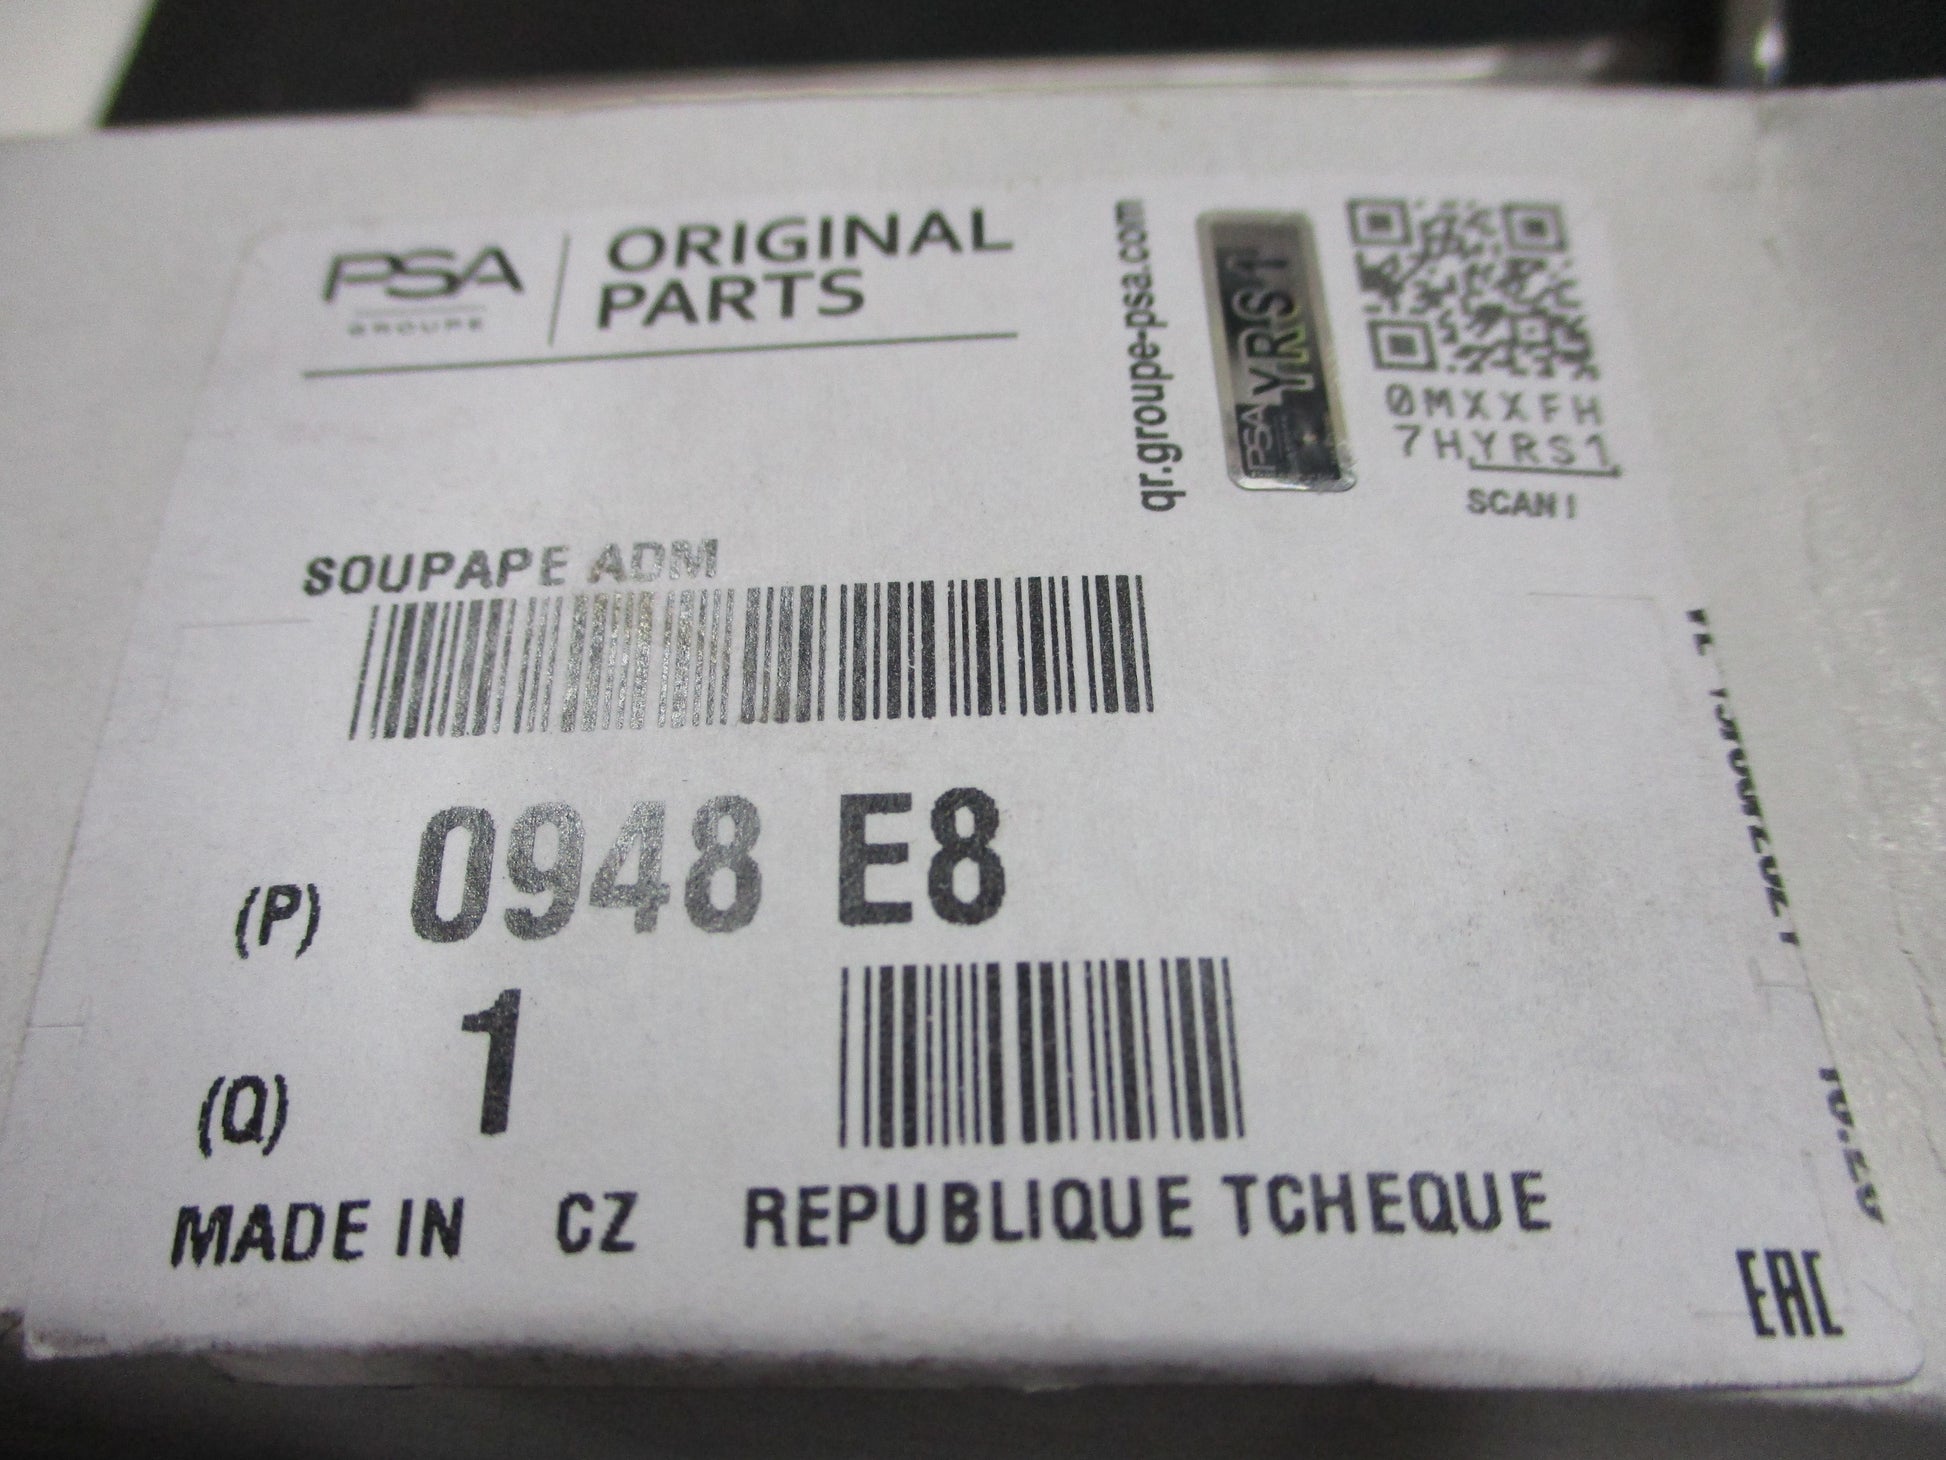 PSA
GROUPE
ORIGINAL
PARTS
qr.groupe-psa.com
PSA YRS1
0MXXFH
7HYRS1
SCAN!
SOUPAPE ADM
(P) 0948 E8
(Q) 1
MADE IN CZ REPUBLIQUE TCHEQUE
EAC